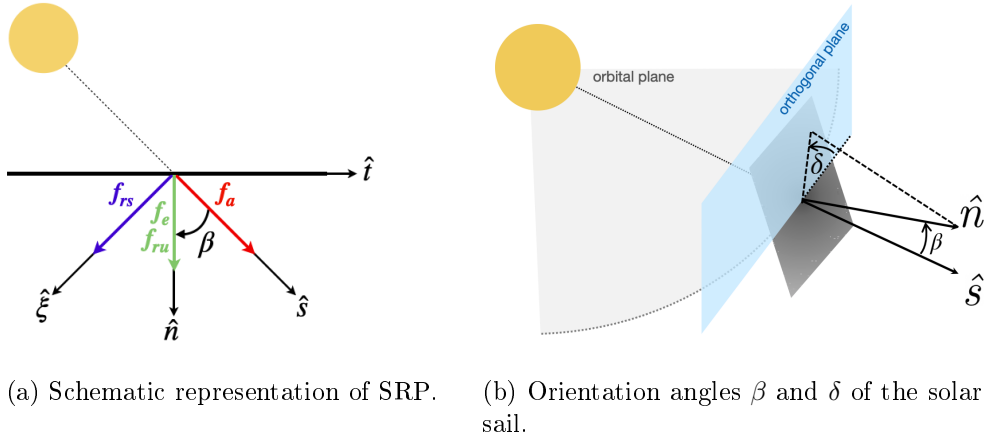 t̂
f_rs
f_a
f_e
f_ru
β
ξ̂
n̂
ŝ
(a) Schematic representation of SRP.
orbital plane
orthogonal plane
δ
n̂
β
ŝ
(b) Orientation angles β and δ of the solar
sail.